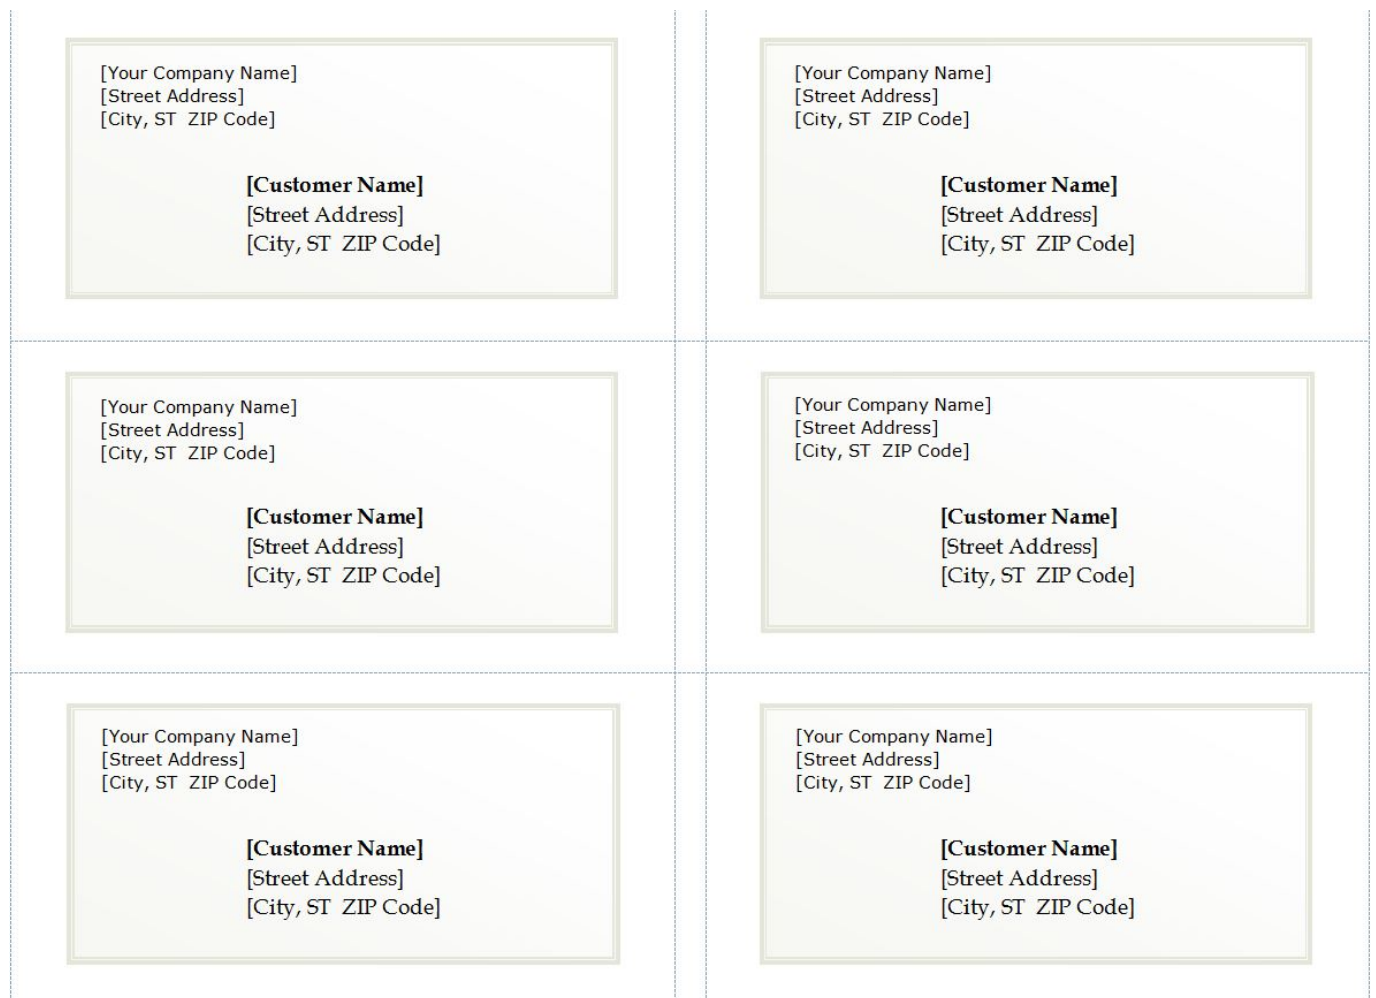 [Your Company Name]
[Street Address]
[City, ST  ZIP Code]
[Customer Name]
[Street Address]
[City, ST  ZIP Code]
[Your Company Name]
[Street Address]
[City, ST  ZIP Code]
[Customer Name]
[Street Address]
[City, ST  ZIP Code]
[Your Company Name]
[Street Address]
[City, ST  ZIP Code]
[Customer Name]
[Street Address]
[City, ST  ZIP Code]
[Your Company Name]
[Street Address]
[City, ST  ZIP Code]
[Customer Name]
[Street Address]
[City, ST  ZIP Code]
[Your Company Name]
[Street Address]
[City, ST  ZIP Code]
[Customer Name]
[Street Address]
[City, ST  ZIP Code]
[Your Company Name]
[Street Address]
[City, ST  ZIP Code]
[Customer Name]
[Street Address]
[City, ST  ZIP Code]